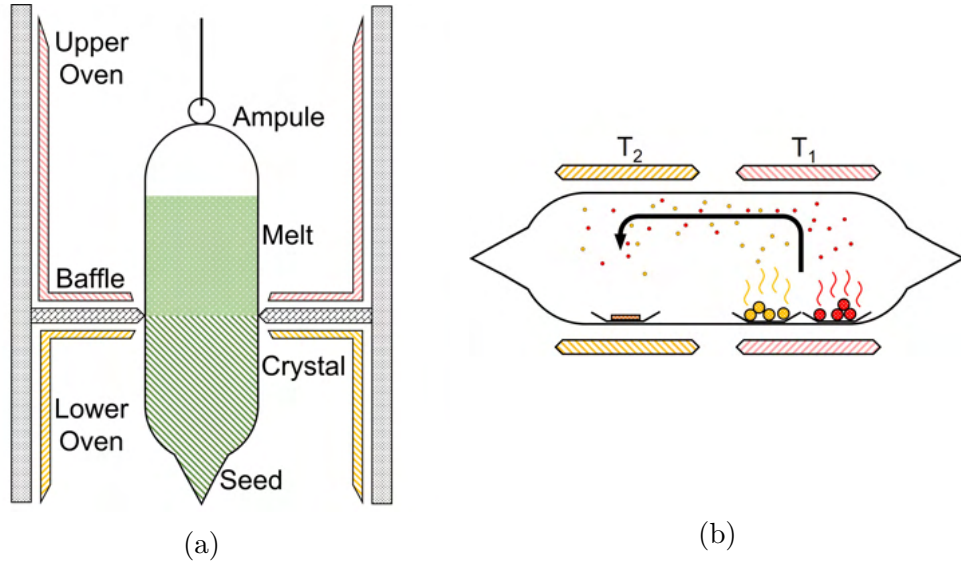 Upper
Oven
Ampule
Melt
Baffle
Crystal
Lower
Oven
Seed
(a)
T2
T1
(b)